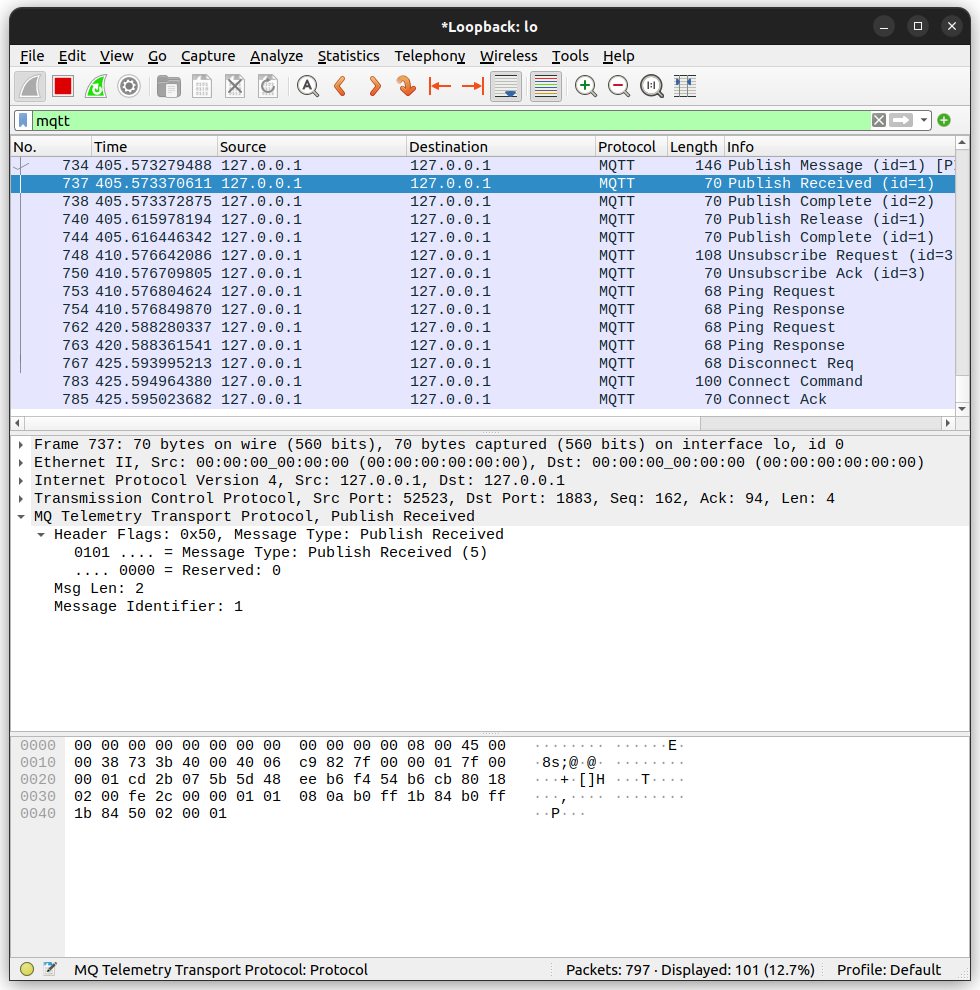 *Loopback: lo
File Edit View Go Capture Analyze Statistics Telephony Wireless Tools Help
mqtt
No. Time Source Destination Protocol Length Info
734 405.573279488 127.0.0.1 127.0.0.1 MQTT 146 Publish Message (id=1) [P
737 405.573370611 127.0.0.1 127.0.0.1 MQTT 70 Publish Received (id=1)
738 405.573372875 127.0.0.1 127.0.0.1 MQTT 70 Publish Complete (id=2)
740 405.615978194 127.0.0.1 127.0.0.1 MQTT 70 Publish Release (id=1)
744 405.616446342 127.0.0.1 127.0.0.1 MQTT 70 Publish Complete (id=1)
748 410.576642086 127.0.0.1 127.0.0.1 MQTT 108 Unsubscribe Request (id=3
750 410.576709805 127.0.0.1 127.0.0.1 MQTT 70 Unsubscribe Ack (id=3)
753 410.576804624 127.0.0.1 127.0.0.1 MQTT 68 Ping Request
754 410.576849870 127.0.0.1 127.0.0.1 MQTT 68 Ping Response
762 420.588280337 127.0.0.1 127.0.0.1 MQTT 68 Ping Request
763 420.588361541 127.0.0.1 127.0.0.1 MQTT 68 Ping Response
767 425.593995213 127.0.0.1 127.0.0.1 MQTT 68 Disconnect Req
783 425.594964380 127.0.0.1 127.0.0.1 MQTT 100 Connect Command
785 425.595023682 127.0.0.1 127.0.0.1 MQTT 70 Connect Ack
Frame 737: 70 bytes on wire (560 bits), 70 bytes captured (560 bits) on interface lo, id 0
Ethernet II, Src: 00:00:00_00:00:00 (00:00:00:00:00:00), Dst: 00:00:00_00:00:00 (00:00:00:00:00:00)
Internet Protocol Version 4, Src: 127.0.0.1, Dst: 127.0.0.1
Transmission Control Protocol, Src Port: 52523, Dst Port: 1883, Seq: 162, Ack: 94, Len: 4
MQ Telemetry Transport Protocol, Publish Received
Header Flags: 0x50, Message Type: Publish Received
0101 .... = Message Type: Publish Received (5)
.... 0000 = Reserved: 0
Msg Len: 2
Message Identifier: 1
0000 00 00 00 00 00 00 00 00 00 00 00 00 08 00 45 00 ········ ······E·
0010 00 38 73 3b 40 00 40 06 c9 82 7f 00 00 01 7f 00 ·8s;@·@· ········
0020 00 01 cd 2b 07 5b 5d 48 ee b6 f4 54 b6 cb 80 18 ···+·[]H ···T····
0030 02 00 fe 2c 00 00 01 01 08 0a b0 ff 1b 84 b0 ff ···,···· ········
0040 1b 84 50 02 00 01 ··P···
MQ Telemetry Transport Protocol: Protocol Packets: 797 · Displayed: 101 (12.7%) Profile: Default